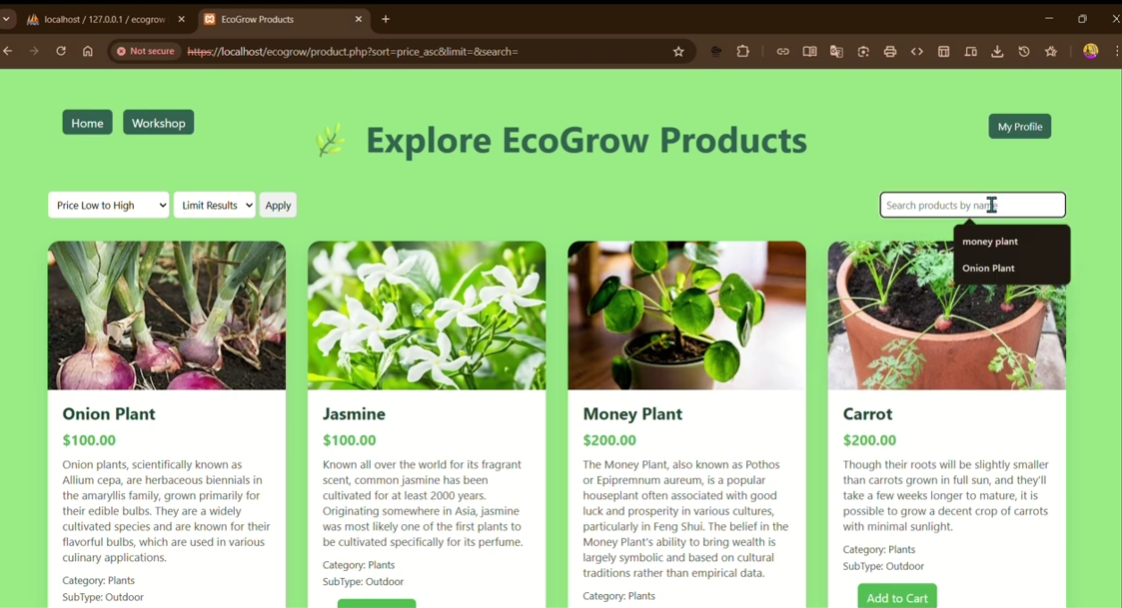 localhost / 127.0.0.1 / ecogrow
EcoGrow Products
Not secure
https://localhost/ecogrow/product.php?sort=price_asc&limit=&search=
Home
Workshop
Explore EcoGrow Products
My Profile
Price Low to High
Limit Results
Apply
Search products by name
money plant
Onion Plant
Onion Plant
$100.00
Onion plants, scientifically known as
Allium cepa, are herbaceous biennials in
the amaryllis family, grown primarily for
their edible bulbs. They are a widely
cultivated species and are known for their
flavorful bulbs, which are used in various
culinary applications.
Category: Plants
SubType: Outdoor
Jasmine
$100.00
Known all over the world for its fragrant
scent, common jasmine has been
cultivated for at least 2000 years.
Originating somewhere in Asia, jasmine
was most likely one of the first plants to
be cultivated specifically for its perfume.
Category: Plants
SubType: Outdoor
Money Plant
$200.00
The Money Plant, also known as Pothos
or Epipremnum aureum, is a popular
houseplant often associated with good
luck and prosperity in various cultures,
particularly in Feng Shui. The belief in the
Money Plant's ability to bring wealth is
largely symbolic and based on cultural
traditions rather than empirical data.
Category: Plants
Carrot
$200.00
Though their roots will be slightly smaller
than carrots grown in full sun, and they'll
take a few weeks longer to mature, it is
possible to grow a decent crop of carrots
with minimal sunlight.
Category: Plants
SubType: Outdoor
Add to Cart